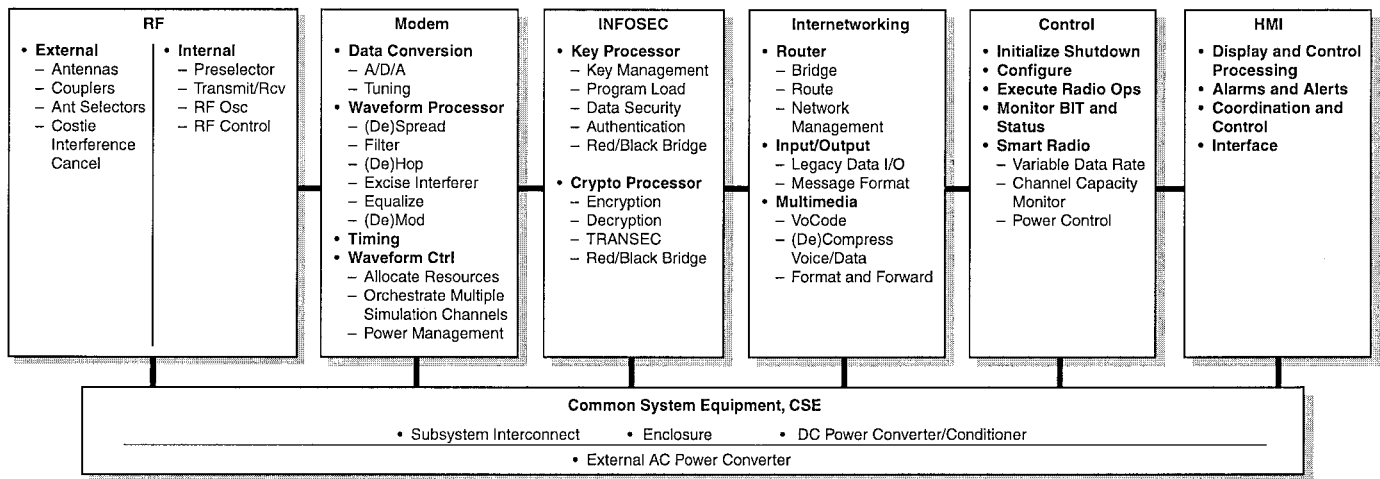 RF
• External
– Antennas
– Couplers
– Ant Selectors
– Costie
Interference
Cancel
• Internal
– Preselector
– Transmit/Rcv
– RF Osc
– RF Control
Modem
• Data Conversion
– A/D/A
– Tuning
• Waveform Processor
– (De)Spread
– Filter
– (De)Hop
– Excise Interferer
– Equalize
– (De)Mod
• Timing
• Waveform Ctrl
– Allocate Resources
– Orchestrate Multiple
Simulation Channels
– Power Management
INFOSEC
• Key Processor
– Key Management
– Program Load
– Data Security
– Authentication
– Red/Black Bridge
• Crypto Processor
– Encryption
– Decryption
– TRANSEC
– Red/Black Bridge
Internetworking
• Router
– Bridge
– Route
– Network
Management
• Input/Output
– Legacy Data I/O
– Message Format
• Multimedia
– VoCode
– (De)Compress
Voice/Data
– Format and Forward
Control
• Initialize Shutdown
• Configure
• Execute Radio Ops
• Monitor BIT and
Status
• Smart Radio
– Variable Data Rate
– Channel Capacity
Monitor
– Power Control
HMI
• Display and Control
Processing
• Alarms and Alerts
• Coordination and
Control
• Interface
Common System Equipment, CSE
• Subsystem Interconnect • Enclosure • DC Power Converter/Conditioner
• External AC Power Converter